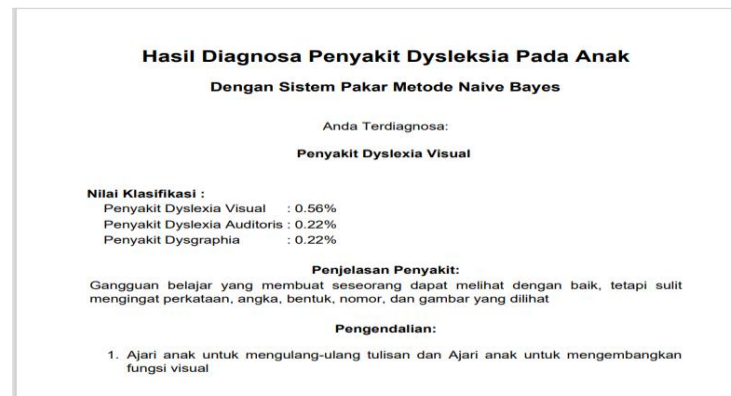 Hasil Diagnosa Penyakit Dysleksia Pada Anak
Dengan Sistem Pakar Metode Naive Bayes
Anda Terdiagnosa:
Penyakit Dyslexia Visual
Nilai Klasifikasi :
Penyakit Dyslexia Visual : 0.56%
Penyakit Dyslexia Auditoris : 0.22%
Penyakit Dysgraphia : 0.22%
Penjelasan Penyakit:
Gangguan belajar yang membuat seseorang dapat melihat dengan baik, tetapi sulit
mengingat perkataan, angka, bentuk, nomor, dan gambar yang dilihat
Pengendalian:
1. Ajari anak untuk mengulang-ulang tulisan dan Ajari anak untuk mengembangkan
fungsi visual